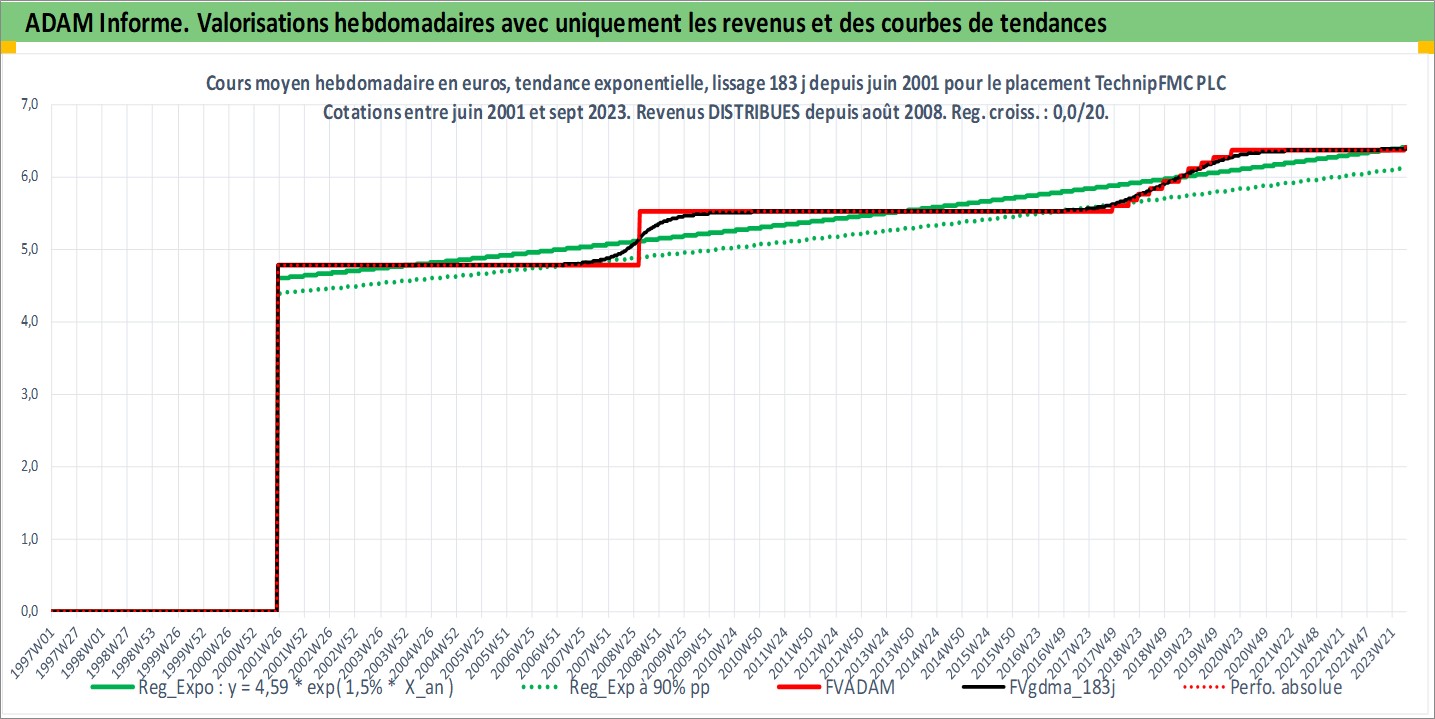 ADAM Informe. Valorisations hebdomadaires avec uniquement les revenus et des courbes de tendances
Cours moyen hebdomadaire en euros, tendance exponentielle, lissage 183 j depuis juin 2001 pour le placement TechnipFMC PLC
Cotations entre juin 2001 et sept 2023. Revenus DISTRIBUES depuis août 2008. Reg. croiss. : 0,0/20.
7,0
6,0
5,0
4,0
3,0
2,0
1,0
0,0
1997W01
1997W27
1998W01
1998W27
1998W53
1999W26
1999W52
2000W26
2000W52
2001W26
2001W52
2002W26
2002W52
2003W26
2003W52
2004W26
2004W52
2005W25
2005W51
2006W25
2006W51
2007W25
2007W51
2008W25
2008W51
2009W25
2009W51
2010W24
2010W50
2011W24
2011W50
2012W24
2012W50
2013W24
2013W50
2014W24
2014W50
2015W24
2015W50
2016W23
2016W49
2017W23
2017W49
2018W23
2018W49
2019W23
2019W49
2020W23
2020W49
2021W22
2021W48
2022W21
2022W47
2023W21
Reg_Expo : y = 4,59 * exp( 1,5% * X_an )
Reg_Exp à 90% pp
FVADAM
FVgdma_183j
Perfo. absolue